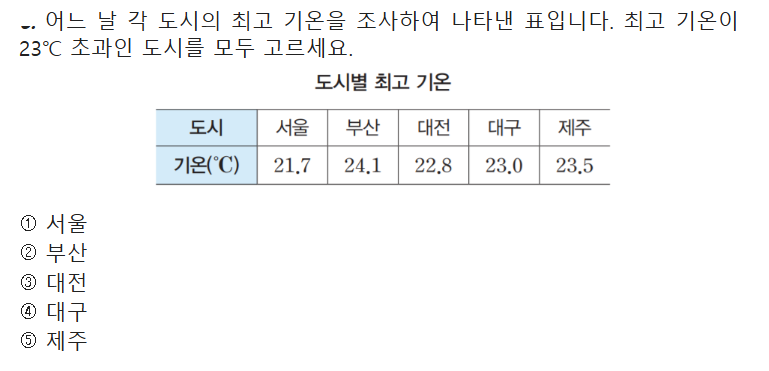 어느 날 각 도시의 최고 기온을 조사하여 나타낸 표입니다. 최고 기온이
23℃ 초과인 도시를 모두 고르세요.
도시별 최고 기온
도시 서울 부산 대전 대구 제주
기온(℃) 21.7 24.1 22.8 23.0 23.5
① 서울
② 부산
③ 대전
④ 대구
⑤ 제주